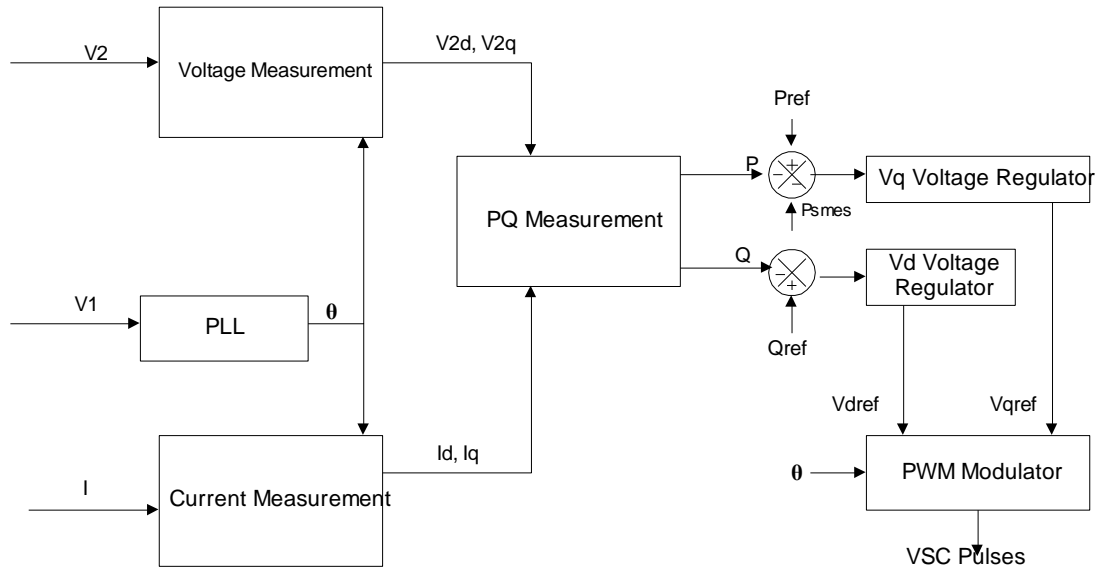 V2
Voltage Measurement
V2d, V2q
Pref
P
+
-
-
Vq Voltage Regulator
PQ Measurement
Psmes
Q
-
+
Vd Voltage
Regulator
V1
PLL
θ
Qref
Vdref
Vqref
Id, Iq
I
Current Measurement
θ
PWM Modulator
VSC Pulses